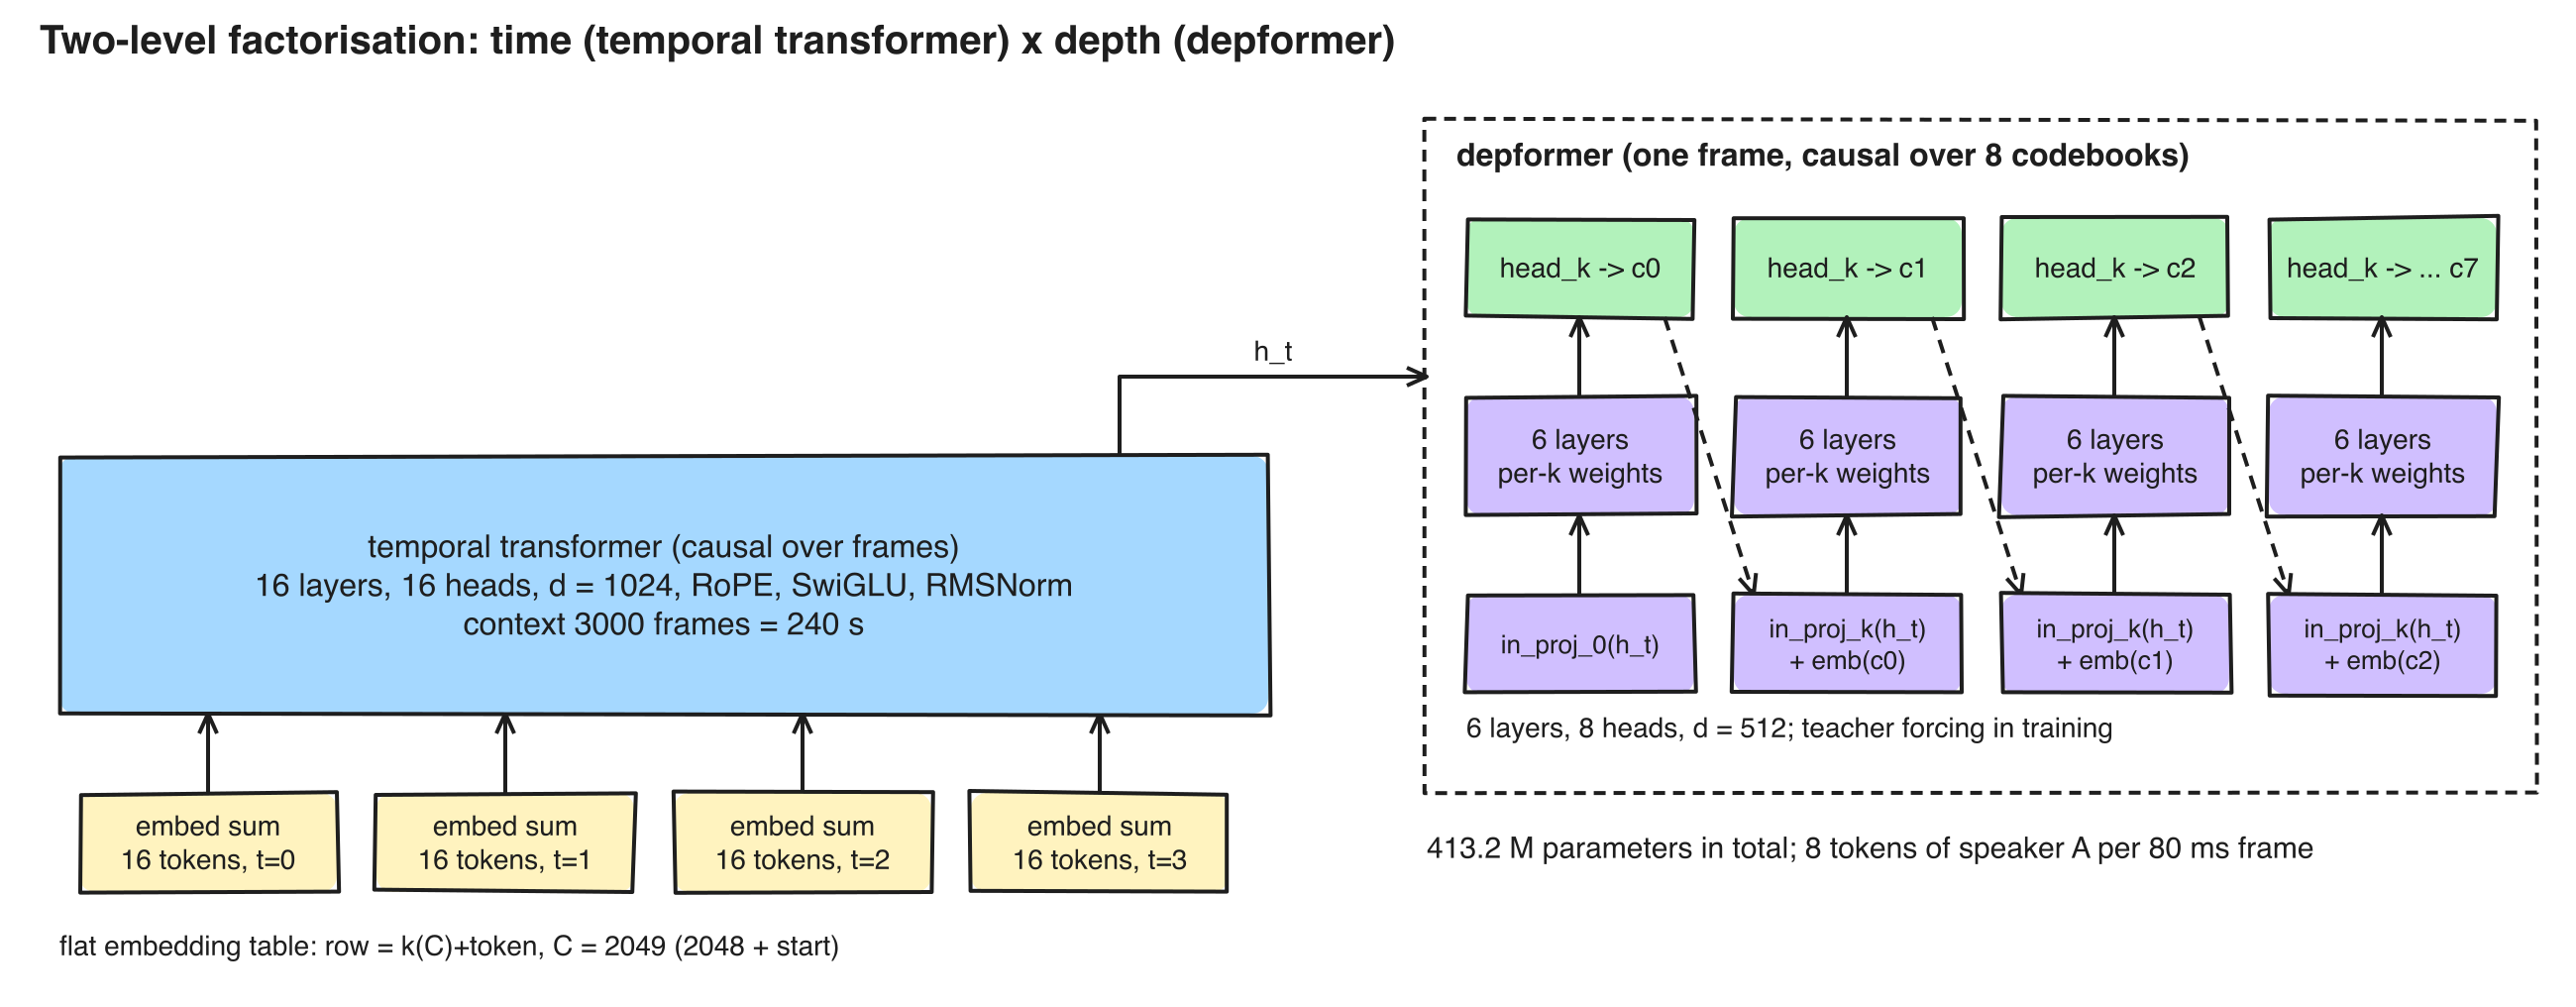 Two-level factorisation: time (temporal transformer) x depth (depformer)
depformer (one frame, causal over 8 codebooks)
head_k -> c0
head_k -> c1
head_k -> c2
head_k -> ... c7
h_t
6 layers
per-k weights
6 layers
per-k weights
6 layers
per-k weights
6 layers
per-k weights
temporal transformer (causal over frames)
16 layers, 16 heads, d = 1024, RoPE, SwiGLU, RMSNorm
context 3000 frames = 240 s
in_proj_0(h_t)
in_proj_k(h_t)
+ emb(c0)
in_proj_k(h_t)
+ emb(c1)
in_proj_k(h_t)
+ emb(c2)
6 layers, 8 heads, d = 512; teacher forcing in training
embed sum
16 tokens, t=0
embed sum
16 tokens, t=1
embed sum
16 tokens, t=2
embed sum
16 tokens, t=3
413.2 M parameters in total; 8 tokens of speaker A per 80 ms frame
flat embedding table: row = k(C)+token, C = 2049 (2048 + start)